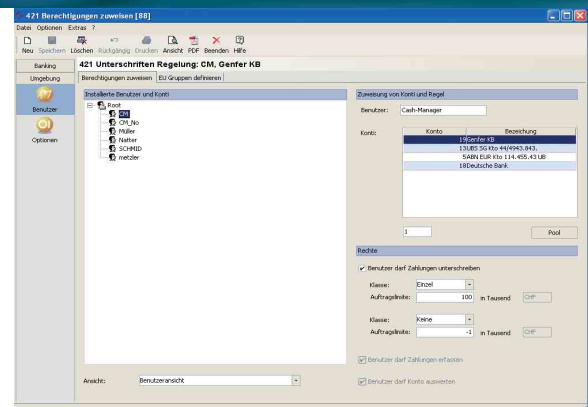 421 Berechtigungen zuweisen [88]
Datei Optionen Extras ?
Neu Speichern Löschen Rückgängig Drucken Ansicht PDF Beenden Hilfe
Banking
Umgebung
Benutzer
Optionen
421 Unterschriften Regelung: CM, Genfer KB
Berechtigungen zuweisen EU Gruppen definieren
Installierte Benutzer und Konti
Root
CM
CM_No
Müller
Natter
SCHMID
metzler
Ansicht: Benutzeransicht
Zuweisung von Konti und Regel
Benutzer: Cash-Manager
Konti:
Konto Bezeichung
19 Genfer KB
13 UBS SG Kto 44/4943.843.
5 ABN EUR Kto 114.455.43 UB
18 Deutsche Bank
1 Pool
Rechte
Benutzer darf Zahlungen unterschreiben
Klasse: Einzel
Auftragslimite: 100 in Tausend CHF
Klasse: Keine
Auftragslimite: -1 in Tausend CHF
Benutzer darf Zahlungen erfassen
Benutzer darf Konto auswerten